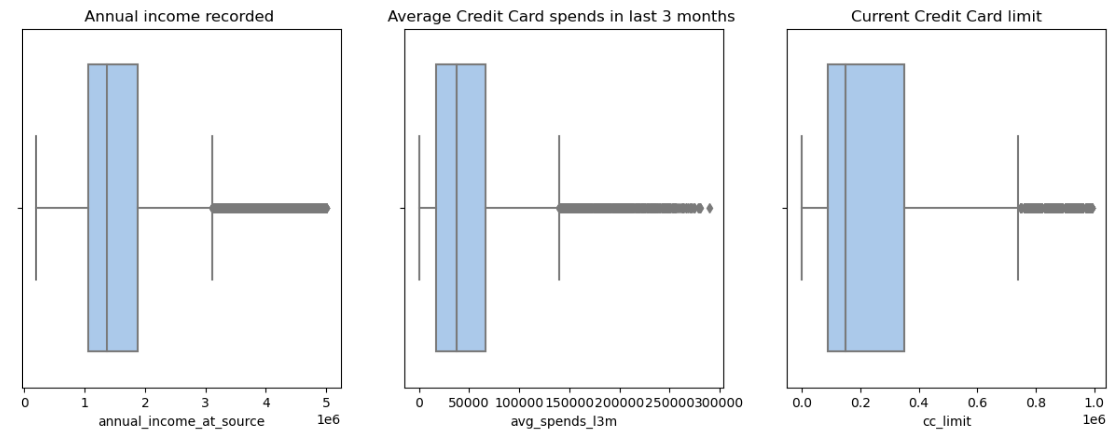 Annual income recorded
Average Credit Card spends in last 3 months
Current Credit Card limit
0 1 2 3 4 5
1e6
annual_income_at_source
0 50000 100000 150000 200000 250000 300000
avg_spends_l3m
0.0 0.2 0.4 0.6 0.8 1.0
1e6
cc_limit